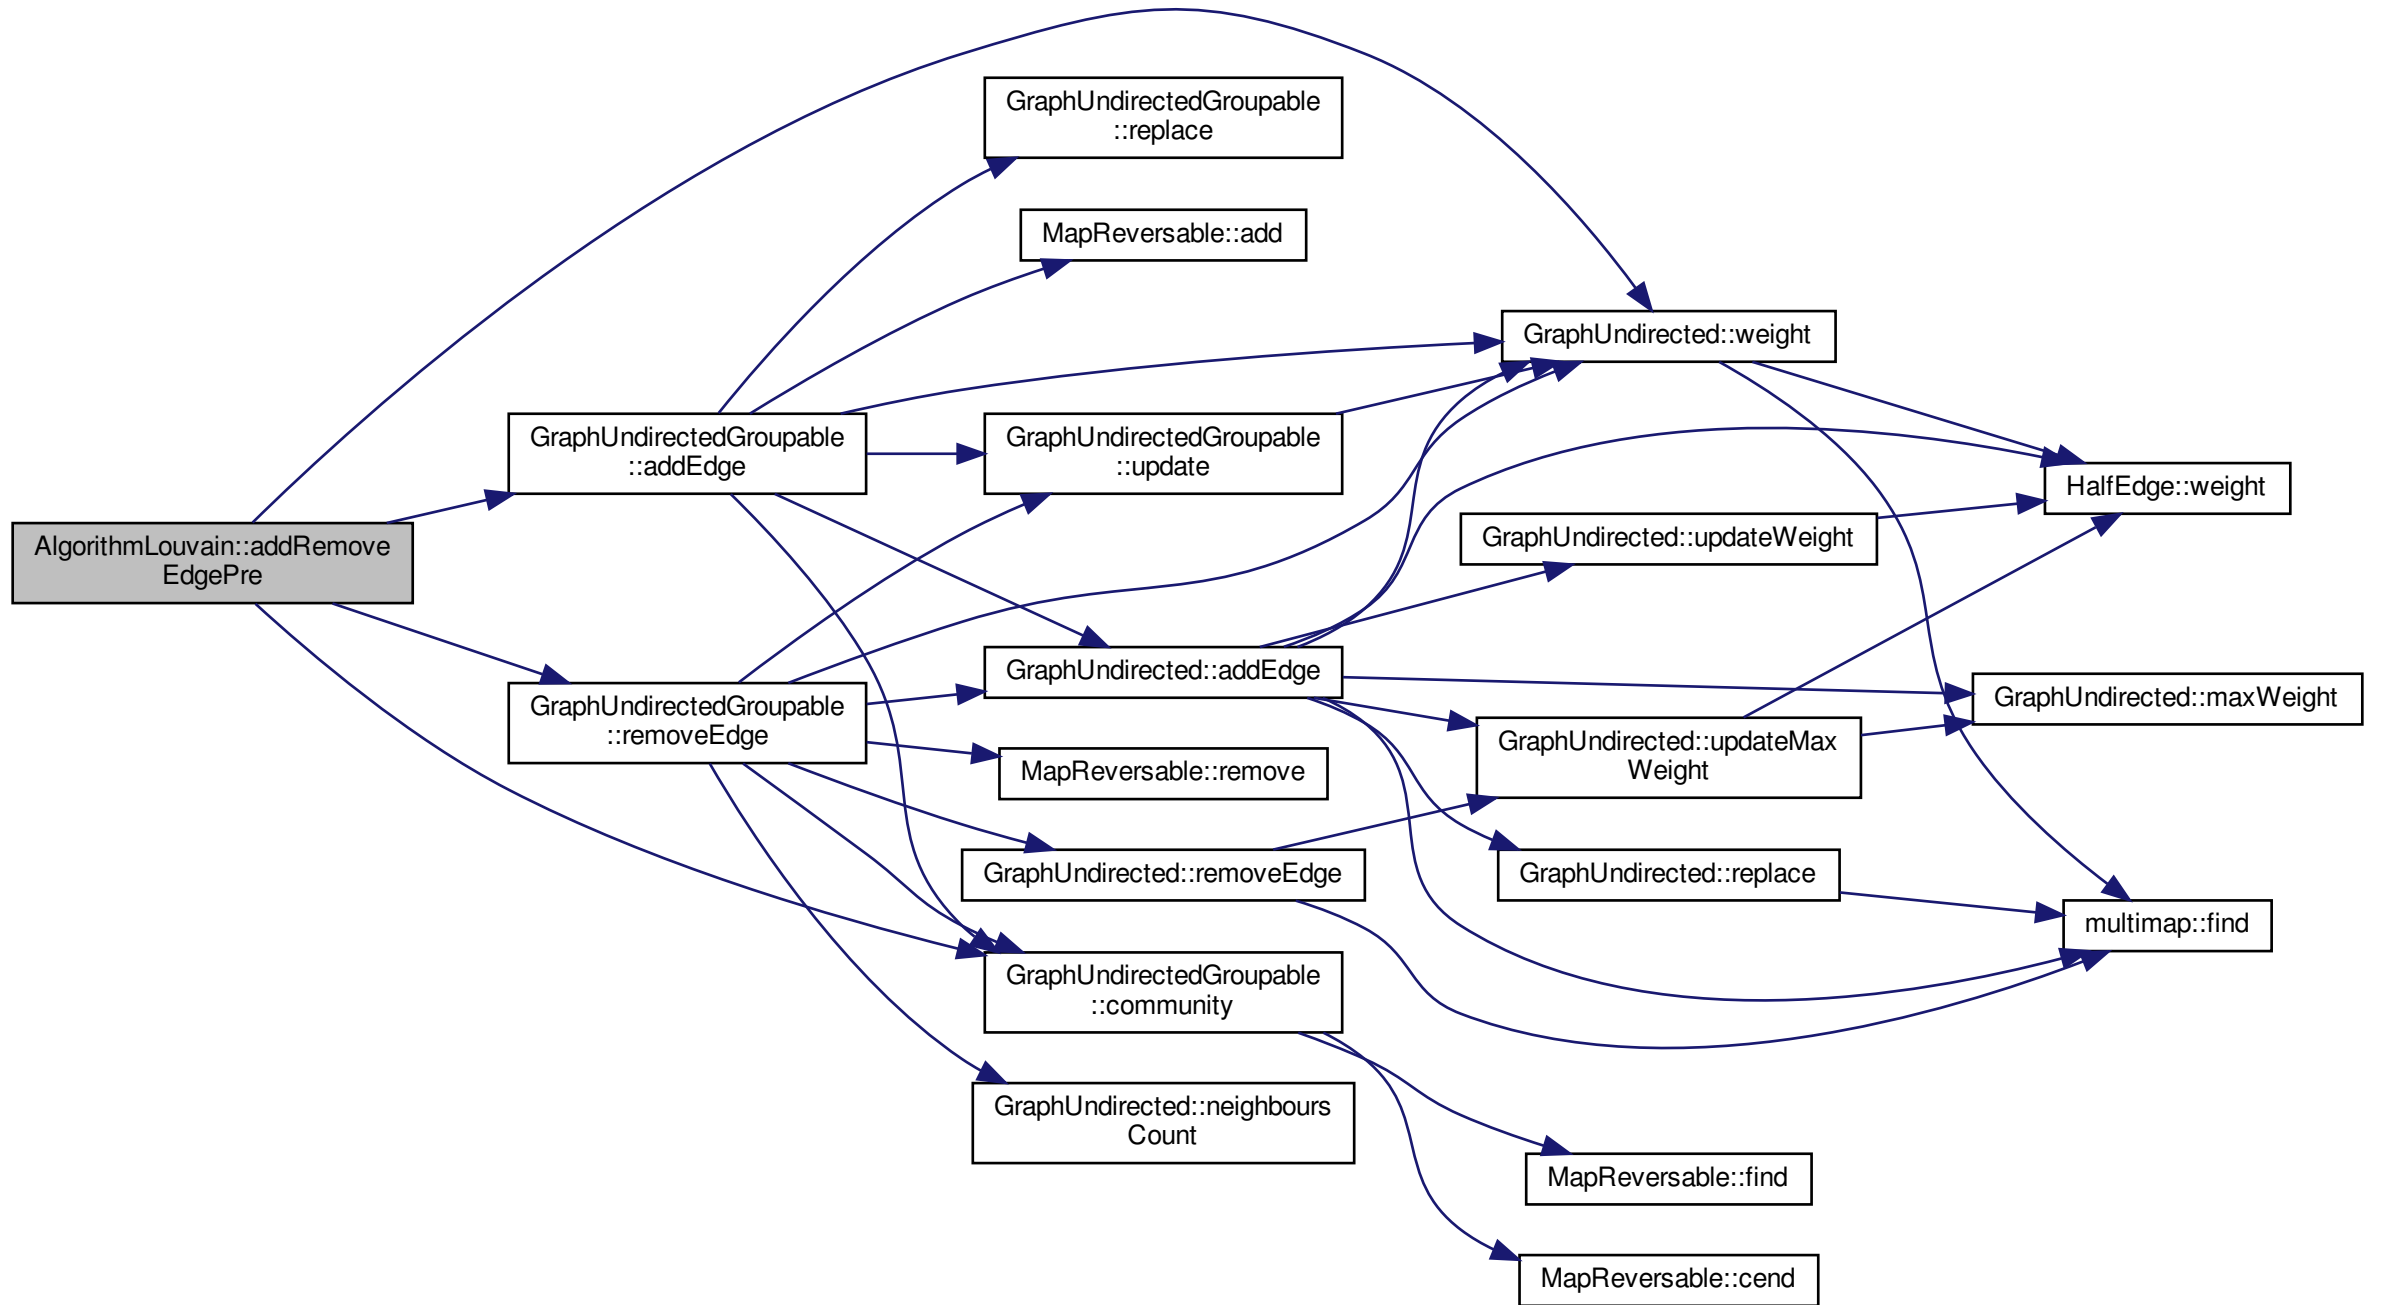 AlgorithmLouvain::addRemove
EdgePre
GraphUndirectedGroupable
::addEdge
GraphUndirectedGroupable
::removeEdge
GraphUndirectedGroupable
::replace
MapReversable::add
GraphUndirectedGroupable
::update
GraphUndirected::addEdge
MapReversable::remove
GraphUndirected::removeEdge
GraphUndirectedGroupable
::community
GraphUndirected::neighbours
Count
GraphUndirected::weight
GraphUndirected::updateWeight
GraphUndirected::updateMax
Weight
GraphUndirected::replace
MapReversable::find
MapReversable::cend
HalfEdge::weight
GraphUndirected::maxWeight
multimap::find